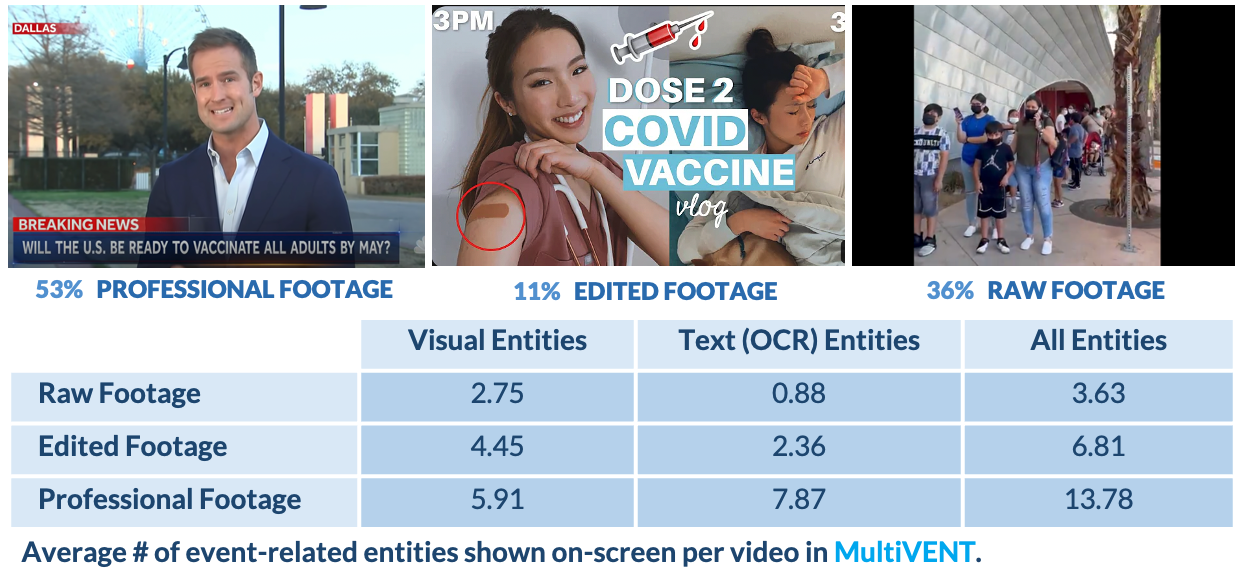 DALLAS
BREAKING NEWS
WILL THE U.S. BE READY TO VACCINATE ALL ADULTS BY MAY?
3PM
3
DOSE 2
COVID
VACCINE
vlog
53% PROFESSIONAL FOOTAGE
11% EDITED FOOTAGE
36% RAW FOOTAGE
Visual Entities Text (OCR) Entities All Entities
Raw Footage 2.75 0.88 3.63
Edited Footage 4.45 2.36 6.81
Professional Footage 5.91 7.87 13.78
Average # of event-related entities shown on-screen per video in MultiVENT.